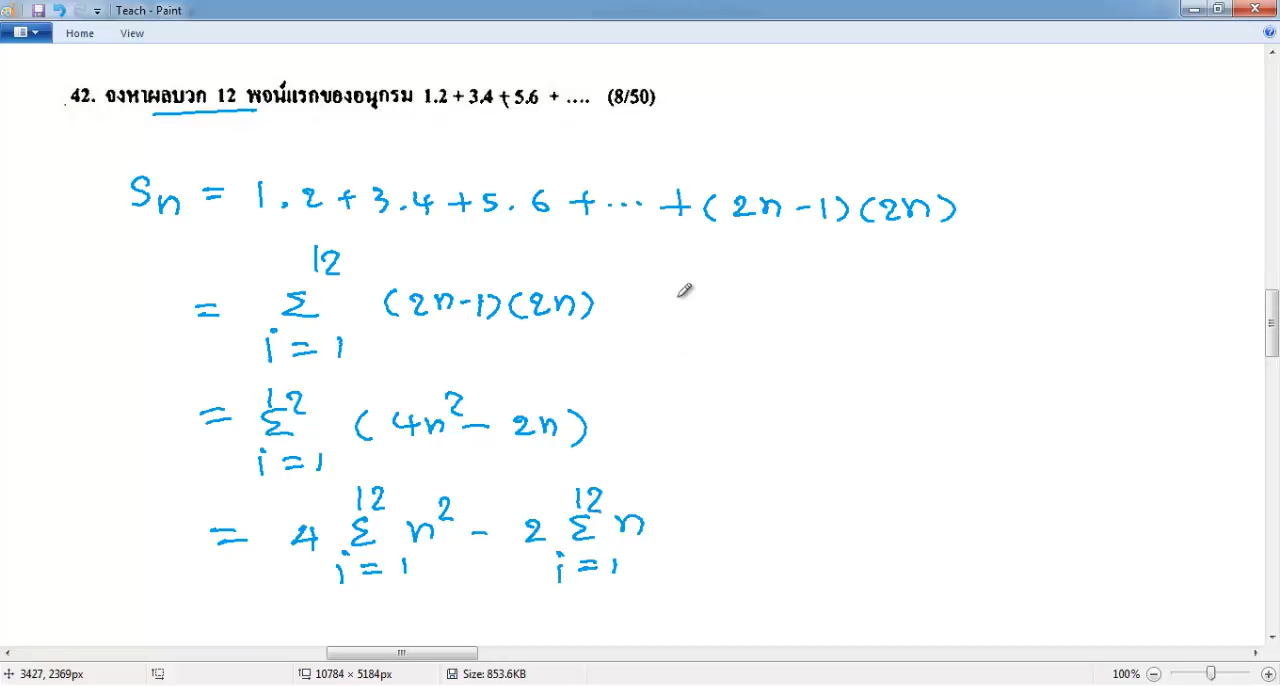 Teach - Paint
Home View
42. จงหาผลบวก 12 พจน์แรกของอนุกรม 1.2 + 3.4 + 5.6 + .... (8/50)
Sn = 1.2 + 3.4 + 5.6 + ... + (2n - 1)(2n)
12
= Σ (2n-1)(2n)
i = 1
12
= Σ (4n² - 2n)
i = 1
12 12
= 4 Σ n² - 2 Σ n
i = 1 i = 1
3427, 2369px 10784 × 5184px Size: 853.6KB 100%